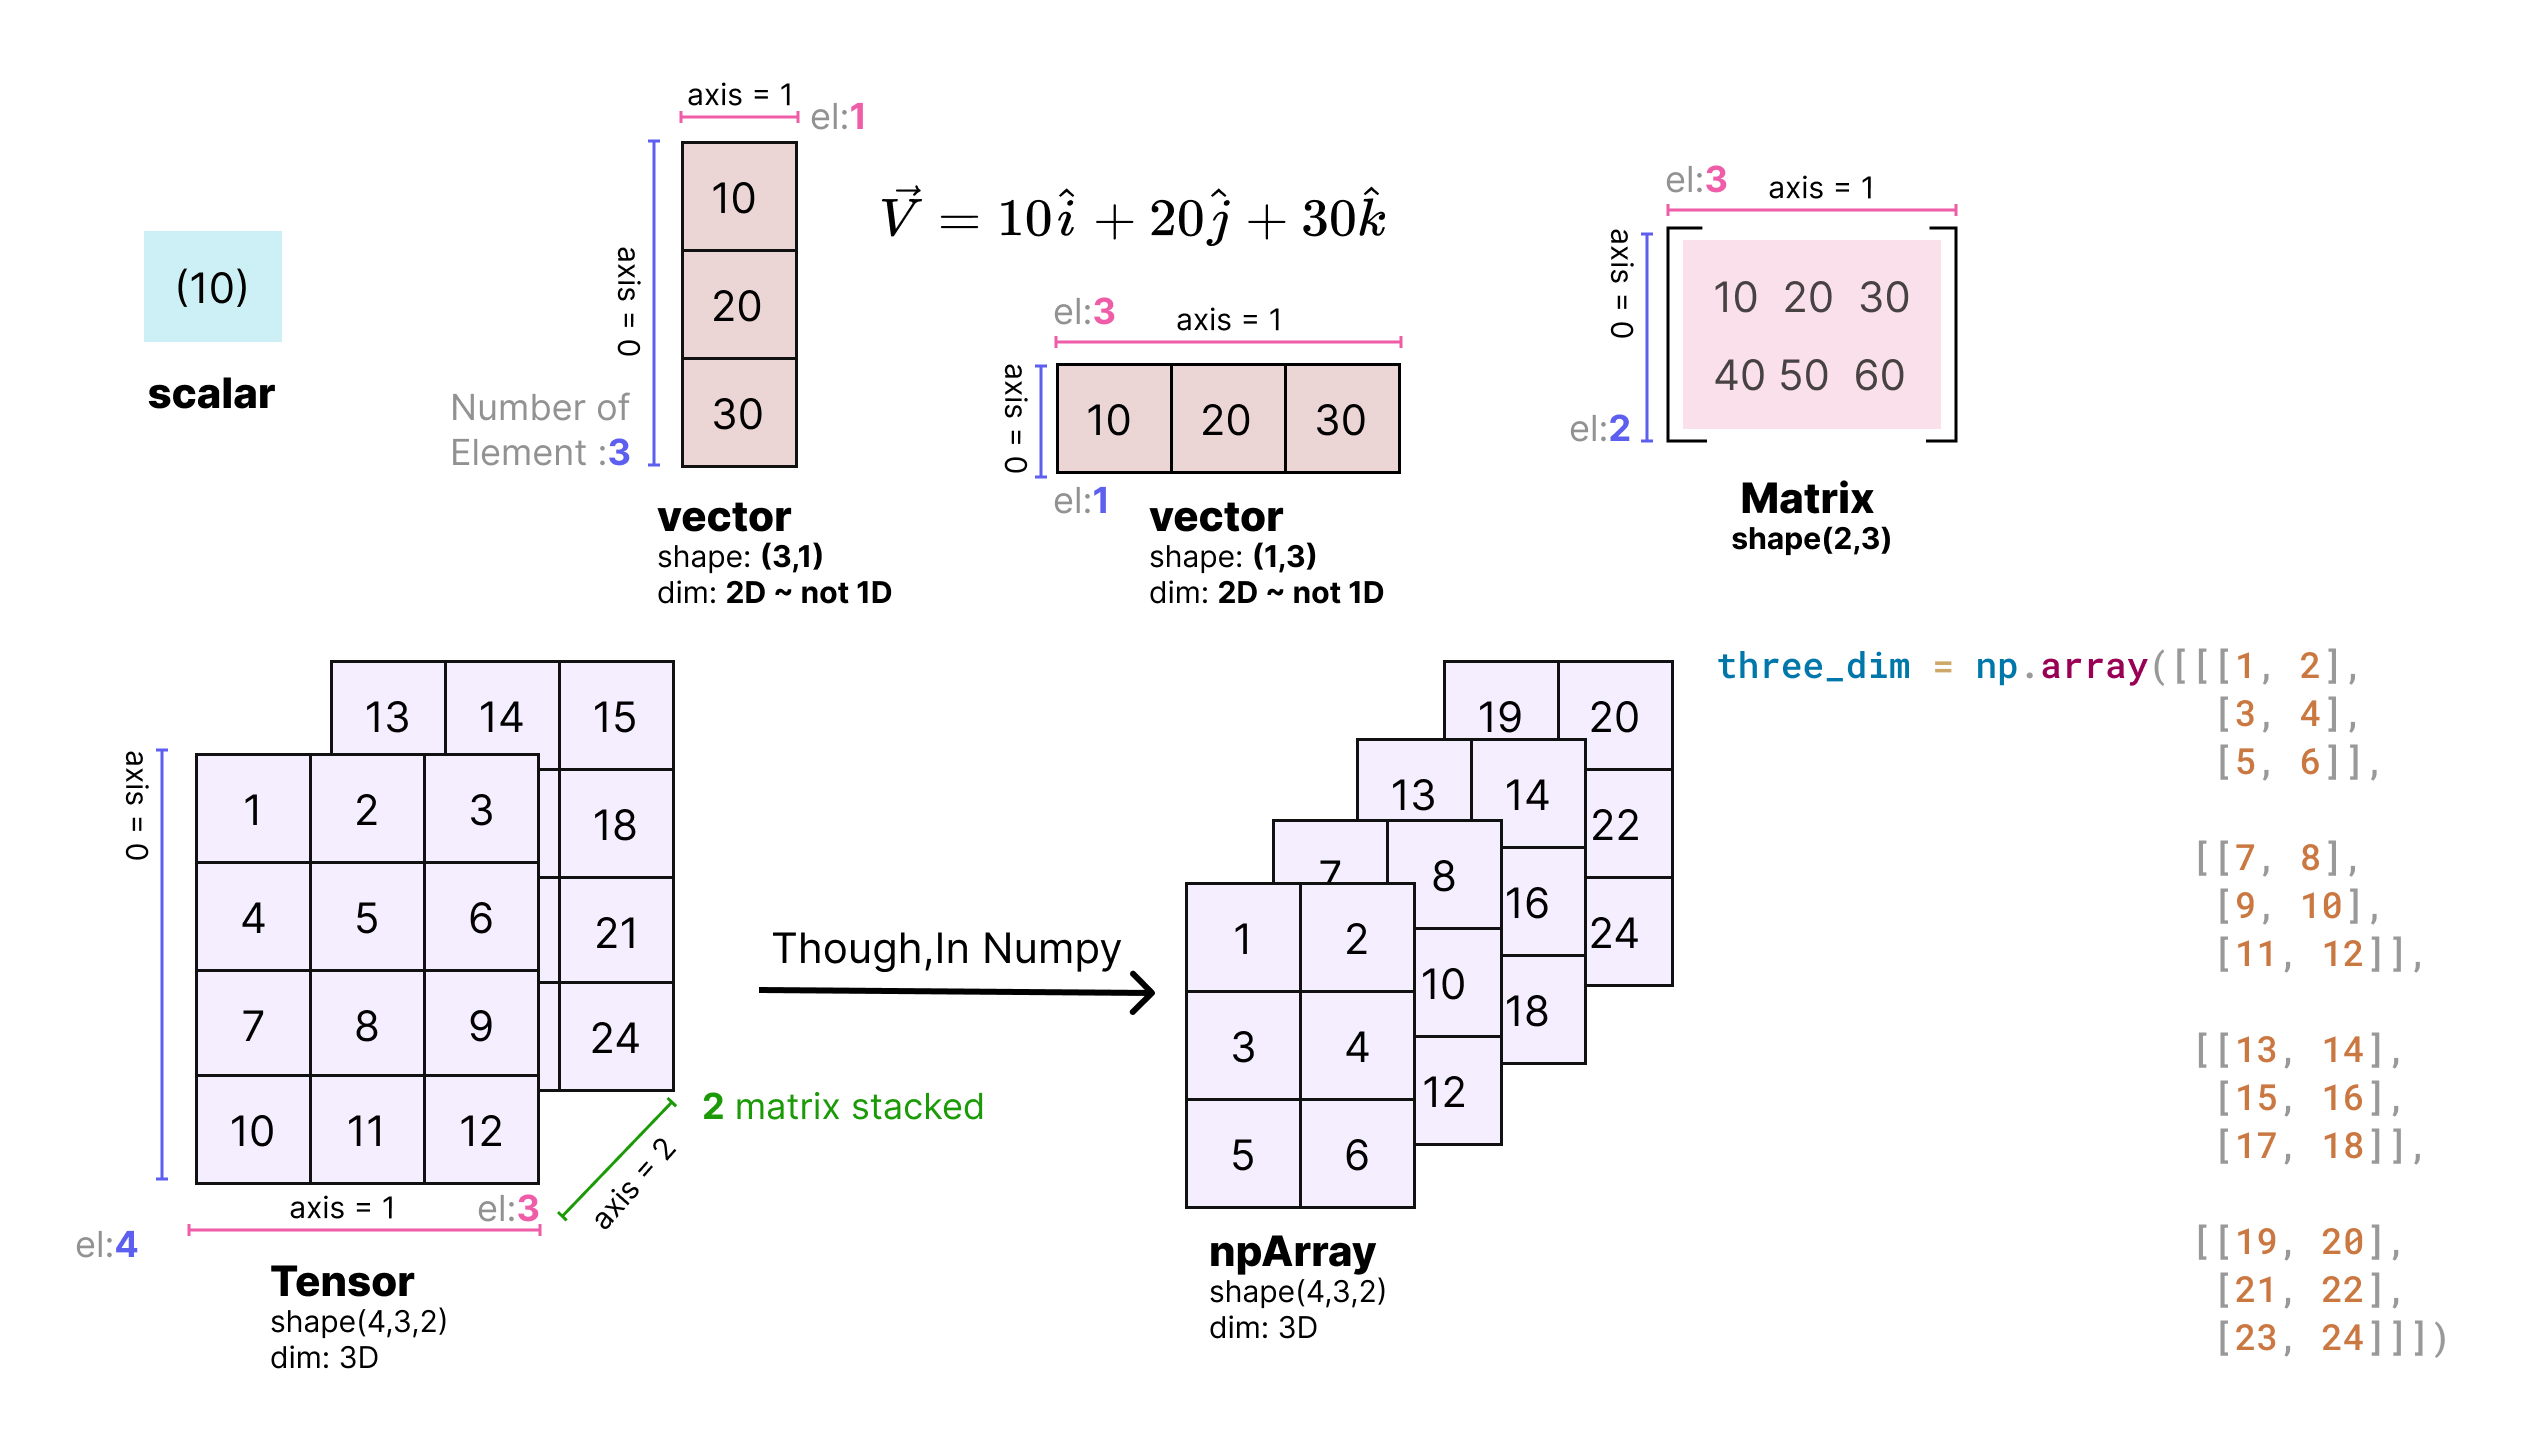 (10)
scalar
axis = 1
el:1
axis = 0
10
20
30
Number of
Element :3
vector
shape: (3,1)
dim: 2D ~ not 1D
V⃗ = 10î + 20ĵ + 30k̂
el:3
axis = 1
axis = 0
10 20 30
el:1
vector
shape: (1,3)
dim: 2D ~ not 1D
el:3
axis = 1
axis = 0
10 20 30
40 50 60
el:2
Matrix
shape(2,3)
13 14 15
18
21
24
axis = 0
1 2 3
4 5 6
7 8 9
10 11 12
axis = 1
el:3
el:4
axis = 2
2 matrix stacked
Tensor
shape(4,3,2)
dim: 3D
Though,In Numpy
19 20
22
24
13 14
16
18
7 8
10
12
1 2
3 4
5 6
npArray
shape(4,3,2)
dim: 3D
three_dim = np.array([[[1, 2],
[3, 4],
[5, 6]],
[[7, 8],
[9, 10],
[11, 12]],
[[13, 14],
[15, 16],
[17, 18]],
[[19, 20],
[21, 22],
[23, 24]]])